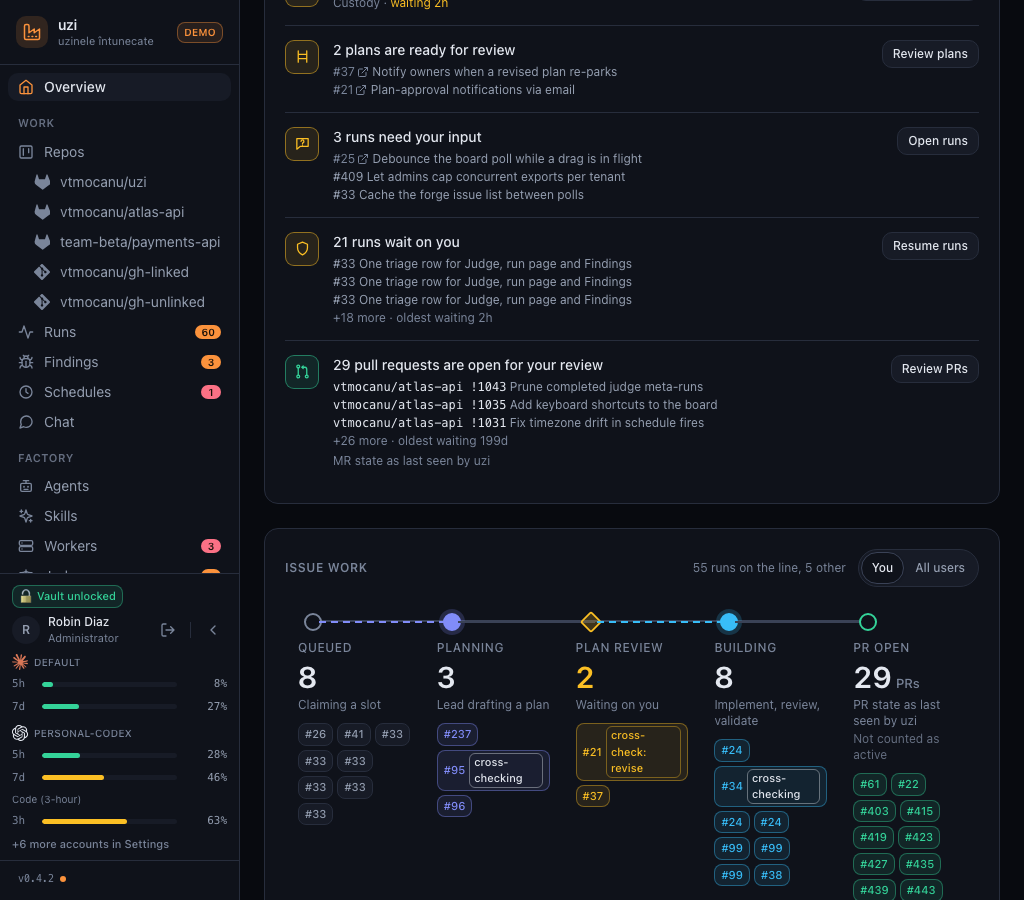 uzi
uzinele întunecate
DEMO
Overview
WORK
Repos
vtmocanu/uzi
vtmocanu/atlas-api
team-beta/payments-api
vtmocanu/gh-linked
vtmocanu/gh-unlinked
Runs 60
Findings 3
Schedules 1
Chat
FACTORY
Agents
Skills
Workers 3
Vault unlocked
R
Robin Diaz
Administrator
DEFAULT
5h 8%
7d 27%
PERSONAL-CODEX
5h 28%
7d 46%
Code (3-hour)
3h 63%
+6 more accounts in Settings
v0.4.2
Custody · waiting 2h
2 plans are ready for review
Review plans
#37 Notify owners when a revised plan re-parks
#21 Plan-approval notifications via email
3 runs need your input
Open runs
#25 Debounce the board poll while a drag is in flight
#409 Let admins cap concurrent exports per tenant
#33 Cache the forge issue list between polls
21 runs wait on you
Resume runs
#33 One triage row for Judge, run page and Findings
#33 One triage row for Judge, run page and Findings
#33 One triage row for Judge, run page and Findings
+18 more · oldest waiting 2h
29 pull requests are open for your review
Review PRs
vtmocanu/atlas-api !1043 Prune completed judge meta-runs
vtmocanu/atlas-api !1035 Add keyboard shortcuts to the board
vtmocanu/atlas-api !1031 Fix timezone drift in schedule fires
+26 more · oldest waiting 199d
MR state as last seen by uzi
ISSUE WORK
55 runs on the line, 5 other
You
All users
QUEUED
8
Claiming a slot
#26 #41 #33
#33 #33
#33 #33
#33
PLANNING
3
Lead drafting a plan
#237
#95 cross-
checking
#96
PLAN REVIEW
2
Waiting on you
#21 cross-
check:
revise
#37
BUILDING
8
Implement, review,
validate
#24
#34 cross-
checking
#24 #24
#99 #99
#99 #38
PR OPEN
29 PRs
PR state as last
seen by uzi
Not counted as
active
#61 #22
#403 #415
#419 #423
#427 #435
#439 #443